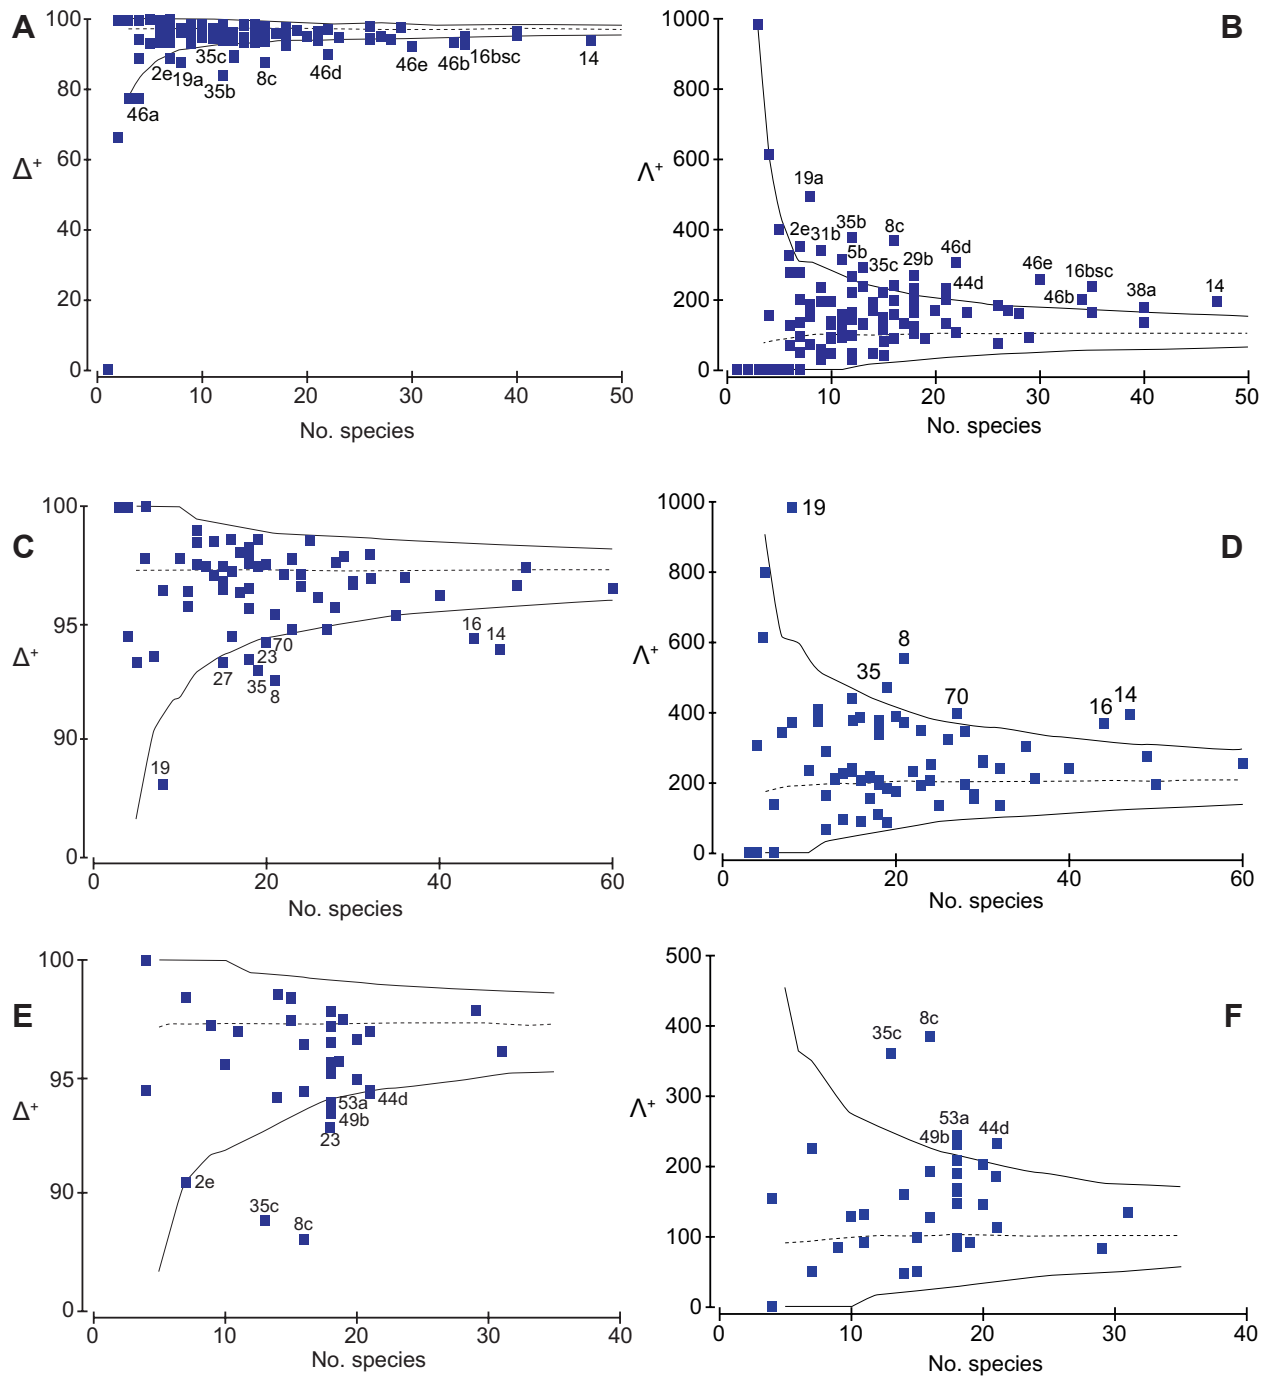 A
100
80
60
40
20
0
Δ⁺
35c
2e 19a
35b
8c
46d
46e
46b
16bsc
14
46a
0 10 20 30 40 50
No. species
B
1000
800
600
400
200
0
Λ⁺
19a
2e 31b 35b 8c
5b 35c 29b 46d
44d
46e
46b
16bsc
38a
14
0 10 20 30 40 50
No. species
C
100
95
90
0
Δ⁺
16 14
70
23
27
35
8
19
0 20 40 60
No. species
D
1000
800
600
400
200
0
Λ⁺
19
8
35
70
16 14
0 20 40 60
No. species
E
100
95
90
0
Δ⁺
53a 44d
49b
23
2e
35c
8c
0 10 20 30 40
No. species
F
500
400
300
200
100
0
Λ⁺
8c
35c
53a
49b 44d
0 10 20 30 40
No. species